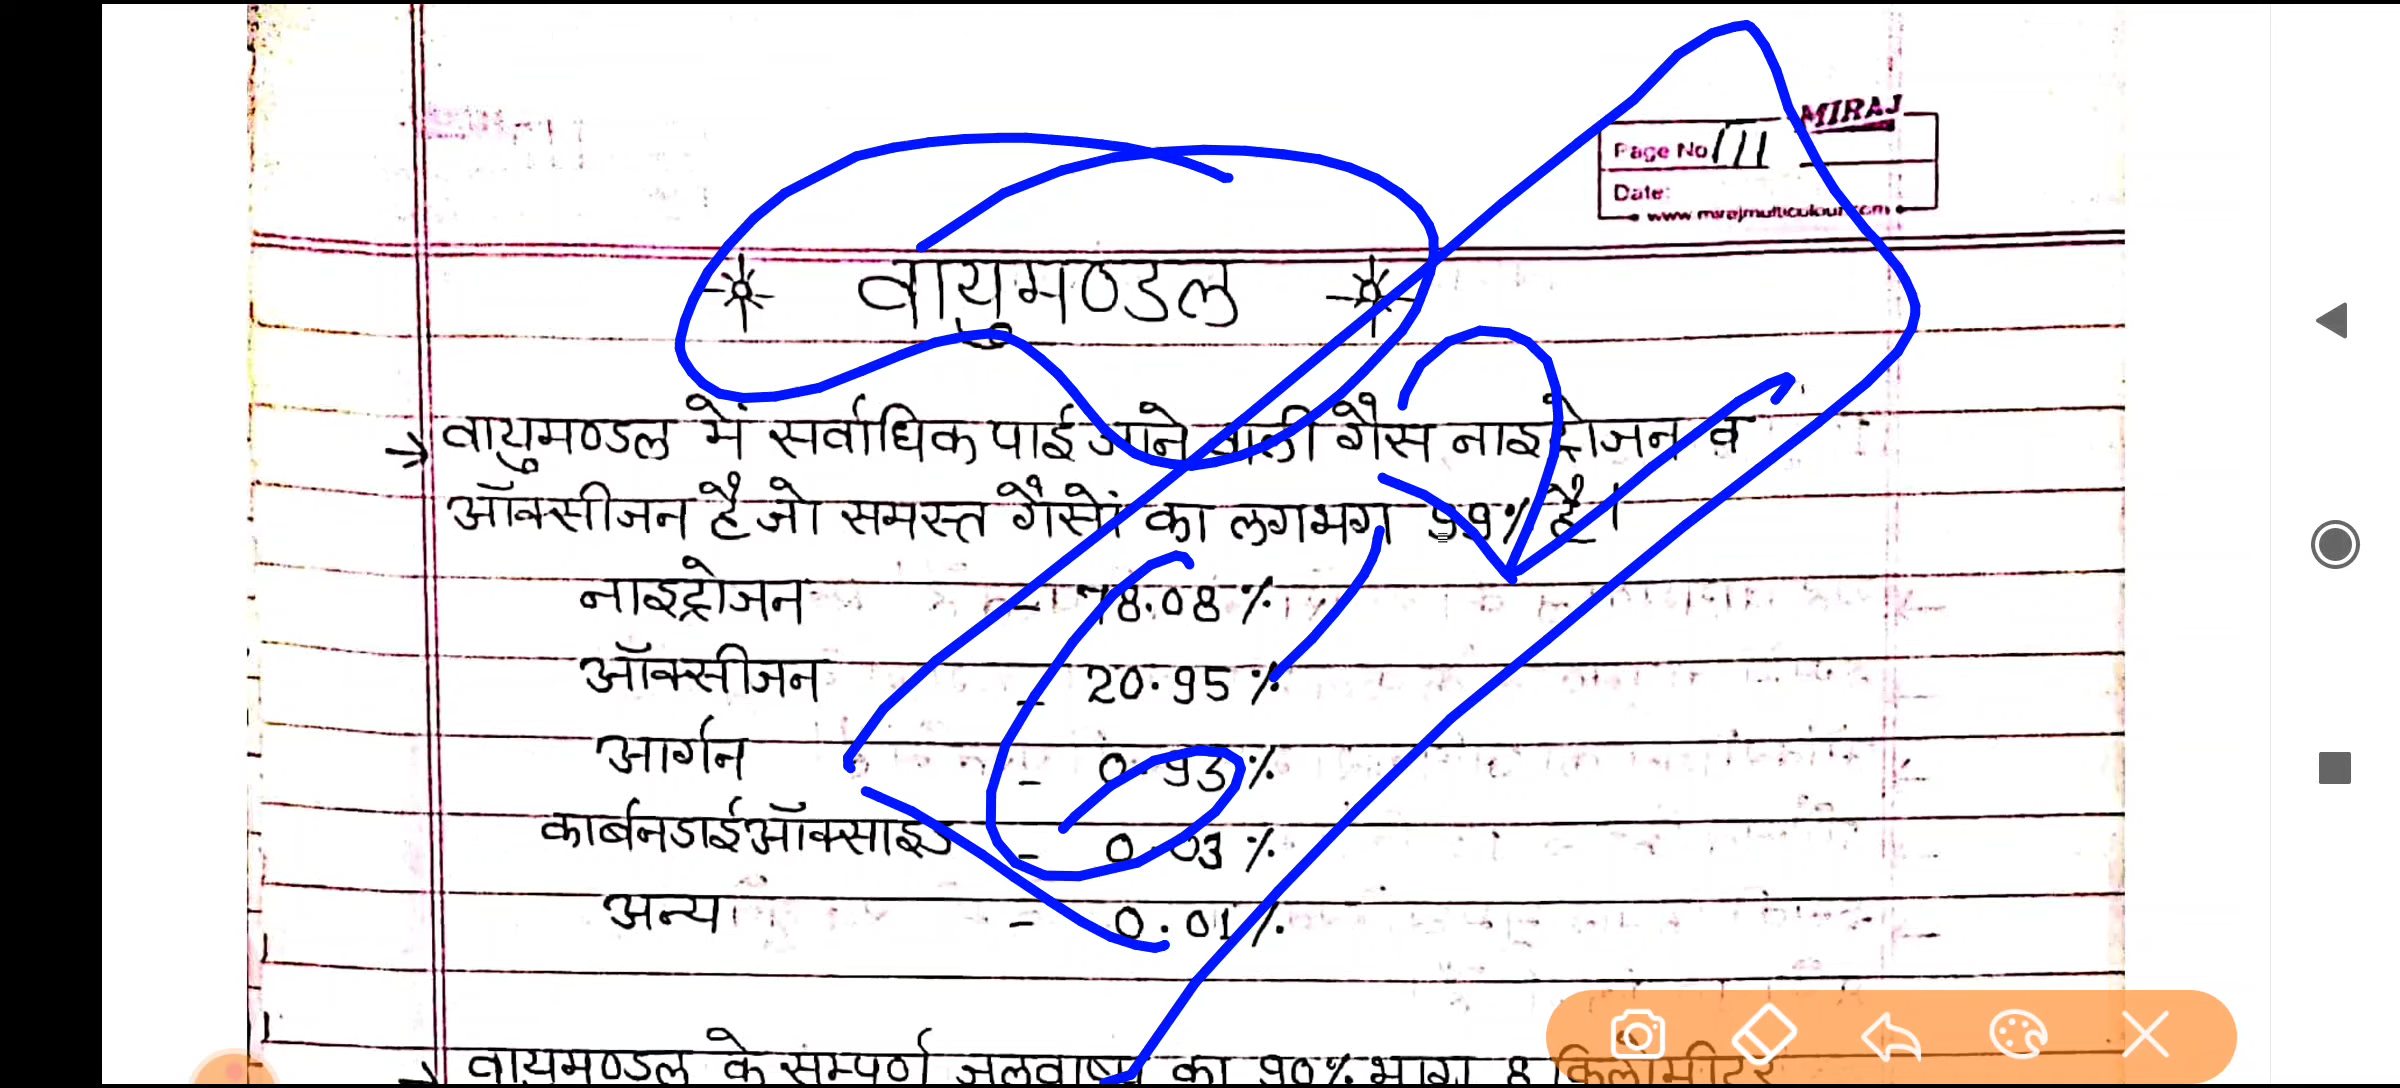 MIRAJ
Page No 111
Date:
www.mirajmulticolour.com
वायुमण्डल
→ वायुमण्डल में सर्वाधिक पाई जाने वाली गैस नाइट्रोजन व
ऑक्सीजन है जो समस्त गैसों का लगभग 99% है।
नाइट्रोजन - 78.08%
ऑक्सीजन - 20.95%
आर्गन - 0.93%
कार्बनडाईऑक्साइड - 0.03%
अन्य - 0.01%
→ वायुमण्डल के सम्पूर्ण जलवाष्प का 90% भाग 8 किलोमीटर